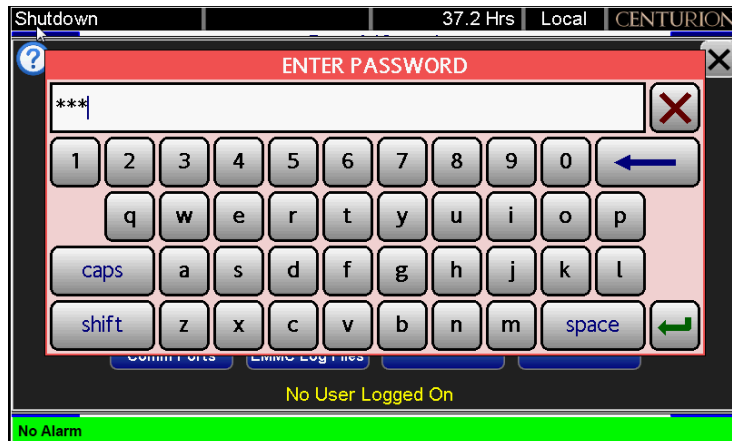 Shutdown 37.2 Hrs Local CENTURION
?
ENTER PASSWORD
***
1 2 3 4 5 6 7 8 9 0
q w e r t y u i o p
caps a s d f g h j k l
shift z x c v b n m space
Comm Ports EMMC Log Files
No User Logged On
No Alarm